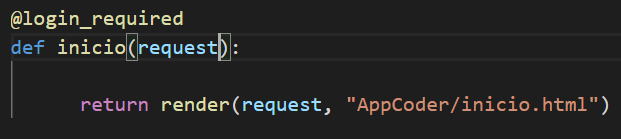 @login_required
def inicio(request):
return render(request, "AppCoder/inicio.html")